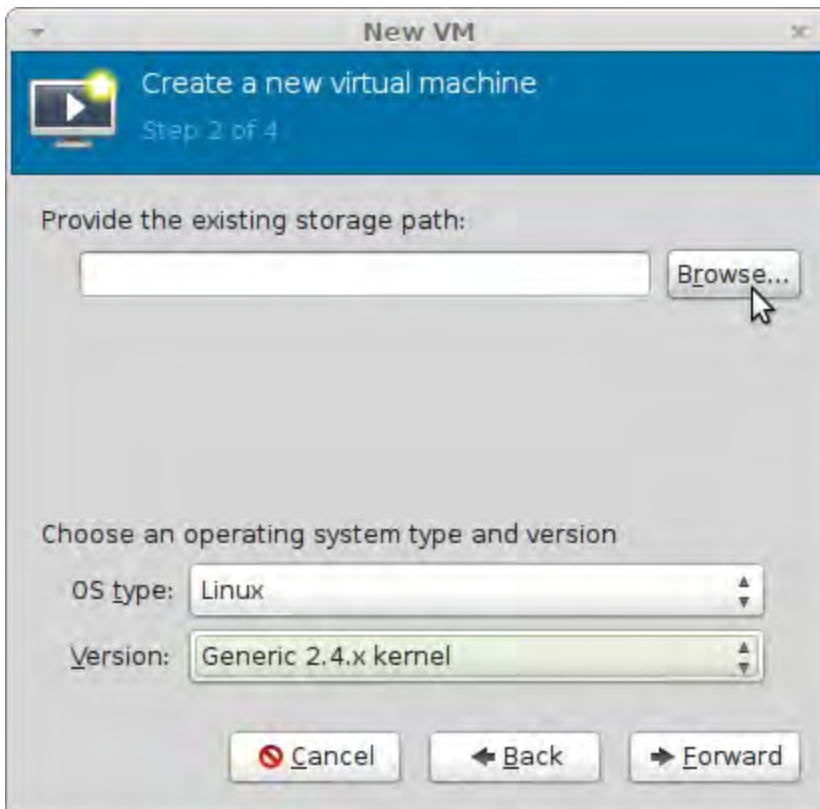 New VM
Create a new virtual machine
Step 2 of 4
Provide the existing storage path:
Browse...
Choose an operating system type and version
OS type: Linux
Version: Generic 2.4.x kernel
Cancel Back Forward